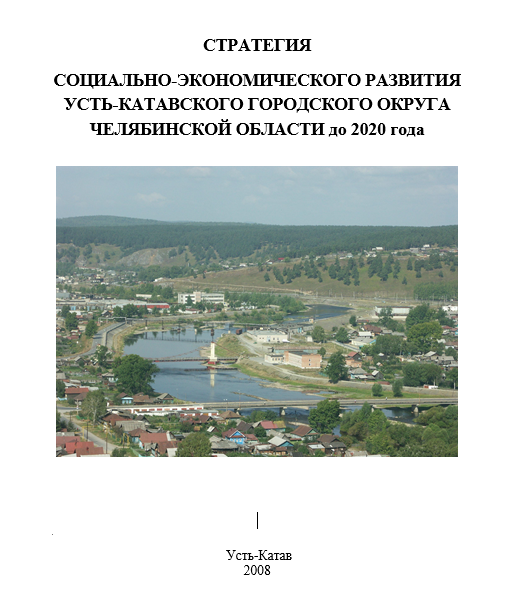 СТРАТЕГИЯ
СОЦИАЛЬНО-ЭКОНОМИЧЕСКОГО РАЗВИТИЯ
УСТЬ-КАТАВСКОГО ГОРОДСКОГО ОКРУГА
ЧЕЛЯБИНСКОЙ ОБЛАСТИ до 2020 года
Усть-Катав
2008